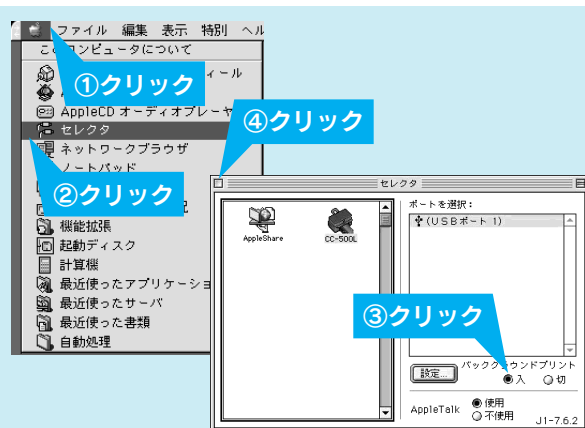 ファイル 編集 表示 特別 ヘル
このコンピュータについて
①クリック
AppleCD オーディオプレーヤ
セレクタ
ネットワークブラウザ
ノートパッド
②クリック
機能拡張
起動ディスク
計算機
最近使ったアプリケーショ
最近使ったサーバ
最近使った書類
自動処理
④クリック
セレクタ
AppleShare
CC-500L
ポートを選択:
(USBポート 1)
③クリック
設定...
バックグラウンドプリント
入 切
AppleTalk
使用
不使用
J1-7.6.2